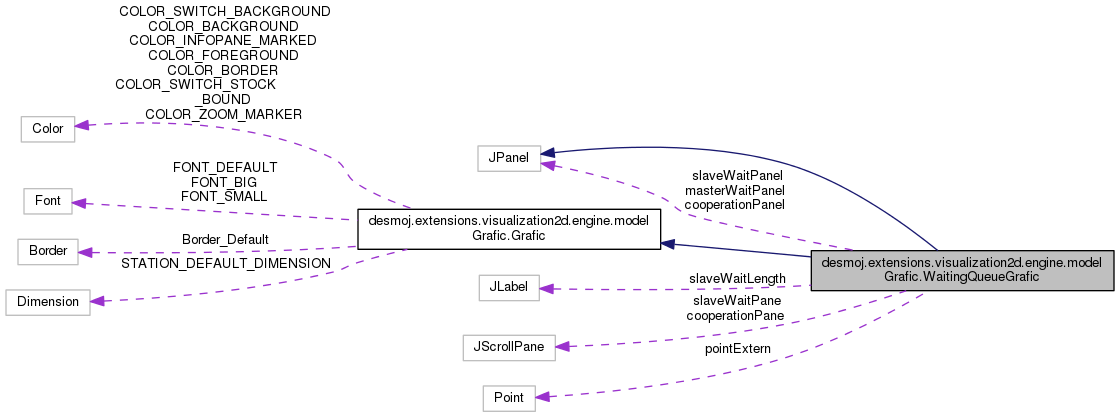 COLOR_SWITCH_BACKGROUND
COLOR_BACKGROUND
COLOR_INFOPANE_MARKED
COLOR_FOREGROUND
COLOR_BORDER
COLOR_SWITCH_STOCK
_BOUND
COLOR_ZOOM_MARKER
Color
JPanel
FONT_DEFAULT
FONT_BIG
FONT_SMALL
Font
slaveWaitPanel
masterWaitPanel
cooperationPanel
desmoj.extensions.visualization2d.engine.model
Grafic.Grafic
Border_Default
Border
STATION_DEFAULT_DIMENSION
Dimension
desmoj.extensions.visualization2d.engine.model
Grafic.WaitingQueueGrafic
slaveWaitLength
JLabel
slaveWaitPane
cooperationPane
JScrollPane
pointExtern
Point